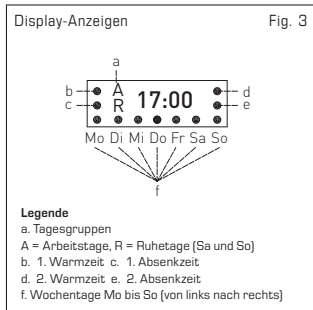 Display-Anzeigen Fig. 3
a
b A d
17:00
c R e
Mo Di Mi Do Fr Sa So
f
Legende
a. Tagesgruppen
A = Arbeitstage, R = Ruhetage (Sa und So)
b. 1. Warmzeit c. 1. Absenkzeit
d. 2. Warmzeit e. 2. Absenkzeit
f. Wochentage Mo bis So (von links nach rechts)